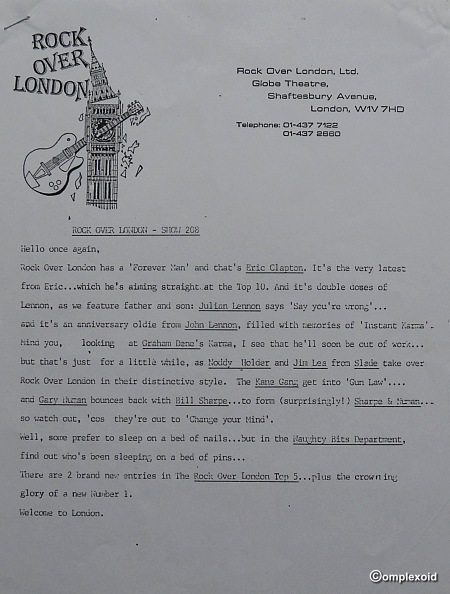 ROCK
OVER
LONDON
Rock Over London, Ltd.
Globe Theatre,
Shaftesbury Avenue,
London, W1V 7HD
Telephone: 01-437 7122
01-437 2860
ROCK OVER LONDON - SHOW 208
Hello once again,
Rock Over London has a 'Forever Man' and that's Eric Clapton. It's the very latest
from Eric...which he's aiming straight at the Top 10. And it's double doses of
Lennon, as we feature father and son: Julian Lennon says 'Say you're wrong'...
and it's an anniversary oldie from John Lennon, filled with memories of 'Instant Karma'.
Mind you, looking at Graham Dene's Karma, I see that he'll soon be out of work...
but that's just for a little while, as Noddy Holder and Jim Lea from Slade take over
Rock Over London in their distinctive style. The Kane Gang get into 'Gun Law'....
and Gary Numan bounces back with Bill Sharpe...to form (surprisingly!) Sharpe & Numan...
so watch out, 'cos they're out to 'Change your Mind'.
Well, some prefer to sleep on a bed of nails...but in the Naughty Bits Department,
find out who's been sleeping on a bed of pins...
There are 2 brand new entries in The Rock Over London Top 5...plus the crowning
glory of a new Number 1.
Welcome to London.
©omplexoid